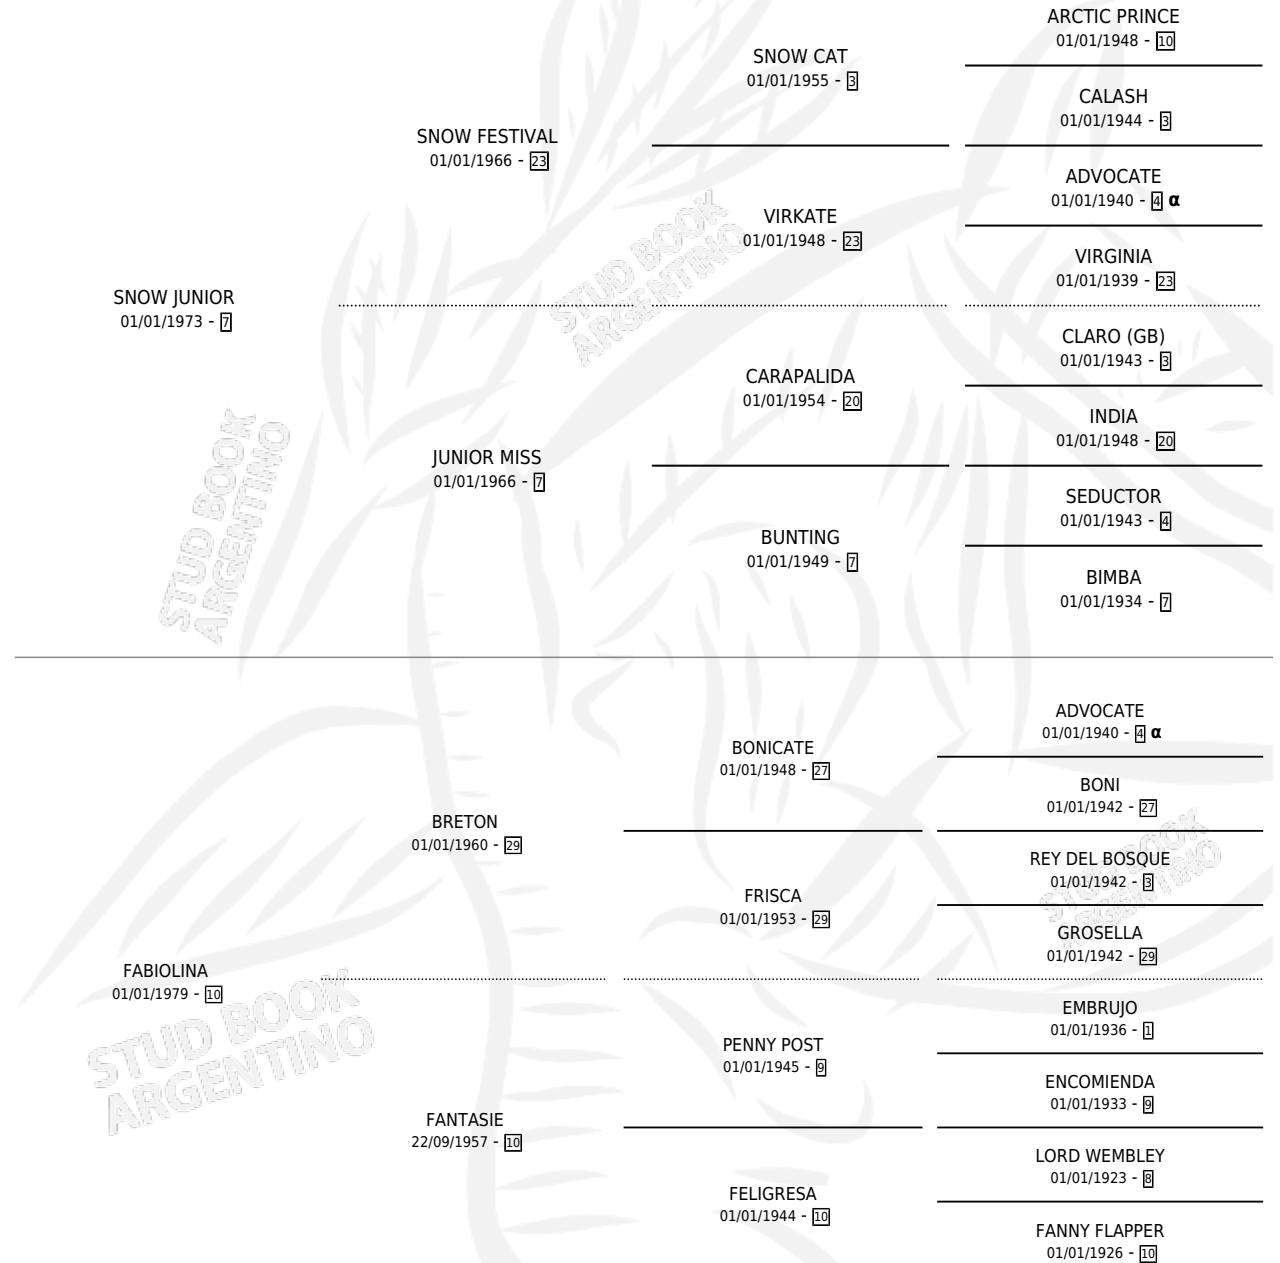 ARCTIC PRINCE
01/01/1948 - 10
SNOW CAT
01/01/1955 - 3
CALASH
01/01/1944 - 3
SNOW FESTIVAL
01/01/1966 - 23
ADVOCATE
01/01/1940 - 4 α
VIRKATE
01/01/1948 - 23
VIRGINIA
01/01/1939 - 23
SNOW JUNIOR
01/01/1973 - 7
CLARO (GB)
01/01/1943 - 3
CARAPALIDA
01/01/1954 - 20
INDIA
01/01/1948 - 20
JUNIOR MISS
01/01/1966 - 7
SEDUCTOR
01/01/1943 - 4
BUNTING
01/01/1949 - 7
BIMBA
01/01/1934 - 7
ADVOCATE
01/01/1940 - 4 α
BONICATE
01/01/1948 - 27
BONI
01/01/1942 - 27
BRETON
01/01/1960 - 29
REY DEL BOSQUE
01/01/1942 - 3
FRISCA
01/01/1953 - 29
GROSELLA
01/01/1942 - 29
FABIOLINA
01/01/1979 - 10
EMBRUJO
01/01/1936 - 1
PENNY POST
01/01/1945 - 9
ENCOMIENDA
01/01/1933 - 9
FANTASIE
22/09/1957 - 10
LORD WEMBLEY
01/01/1923 - 8
FELIGRESA
01/01/1944 - 10
FANNY FLAPPER
01/01/1926 - 10
STUD BOOK
ARGENTINO
STUD BOOK
ARGENTINO
STUD BOOK
ARGENTINO
STUD BOOK
ARGENTINO